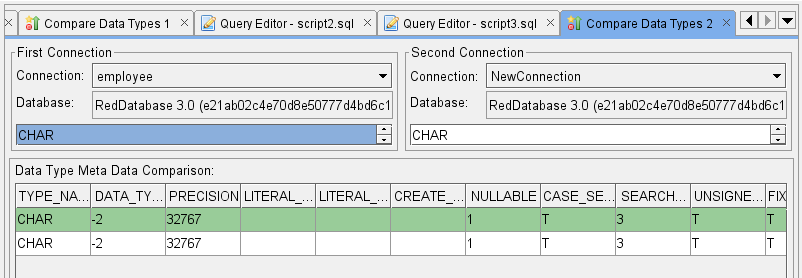 Compare Data Types 1 Query Editor - script2.sql Query Editor - script3.sql Compare Data Types 2
First Connection Second Connection
Connection: employee Connection: NewConnection
Database: RedDatabase 3.0 (e21ab02c4e70d8e50777d4bd6c1 Database: RedDatabase 3.0 (e21ab02c4e70d8e50777d4bd6c1
CHAR CHAR
Data Type Meta Data Comparison:
TYPE_NA... DATA_TY... PRECISION LITERAL_... LITERAL_... CREATE_... NULLABLE CASE_SE... SEARCH... UNSIGNE... FIX
CHAR -2 32767 1 T 3 T T
CHAR -2 32767 1 T 3 T T